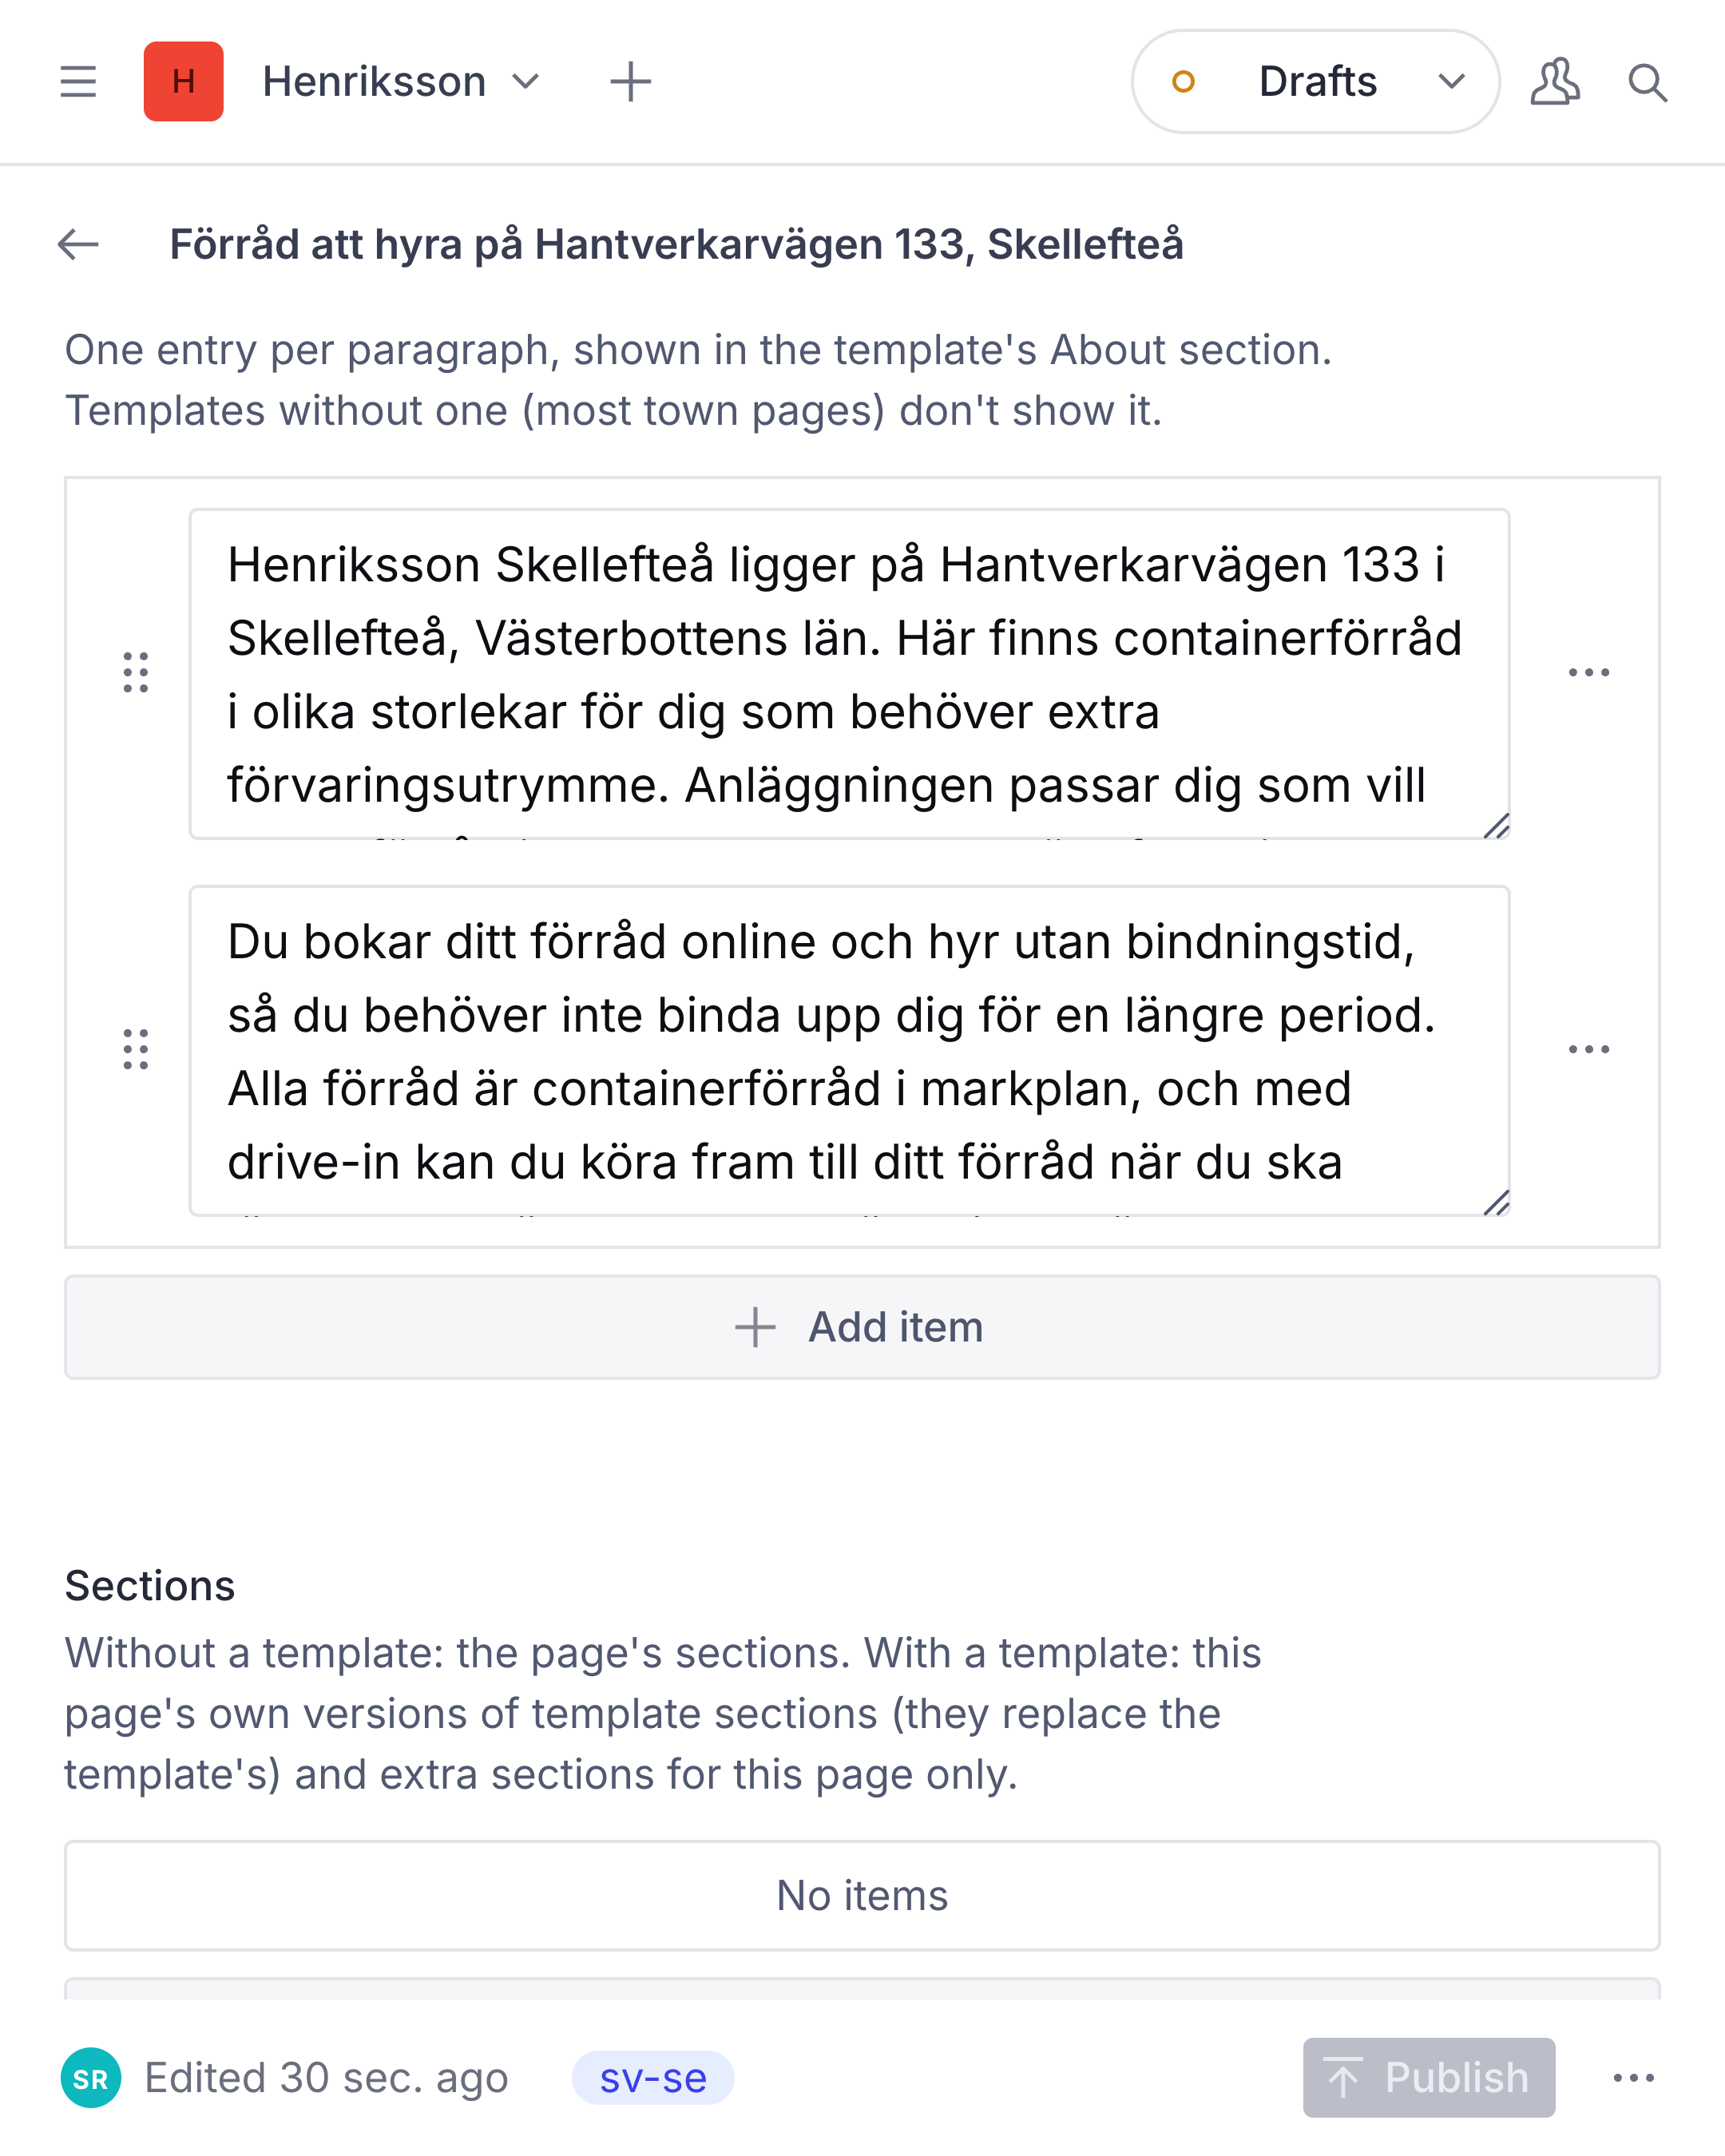 H Henriksson Drafts
Förråd att hyra på Hantverkarvägen 133, Skellefteå
One entry per paragraph, shown in the template's About section.
Templates without one (most town pages) don't show it.
Henriksson Skellefteå ligger på Hantverkarvägen 133 i
Skellefteå, Västerbottens län. Här finns containerförråd
i olika storlekar för dig som behöver extra
förvaringsutrymme. Anläggningen passar dig som vill
Du bokar ditt förråd online och hyr utan bindningstid,
så du behöver inte binda upp dig för en längre period.
Alla förråd är containerförråd i markplan, och med
drive-in kan du köra fram till ditt förråd när du ska
Add item
Sections
Without a template: the page's sections. With a template: this
page's own versions of template sections (they replace the
template's) and extra sections for this page only.
No items
SR Edited 30 sec. ago sv-se Publish